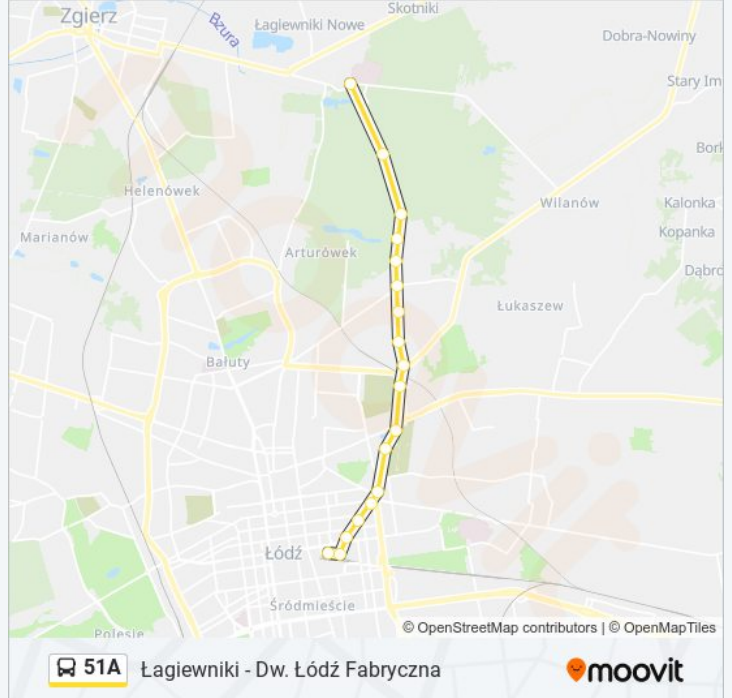 Skotniki
Zgierz
Bzura
Łagiewniki Nowe
Dobra-Nowiny
Stary Im
Bork
Helenówek
Wilanów
Kalonka
Kopanka
Marianów
Arturówek
Dąbro
Łukaszew
Bałuty
Łódź
Śródmieście
Polesie
© OpenStreetMap contributors | © OpenMapTiles
51A Łagiewniki - Dw. Łódź Fabryczna
moovit